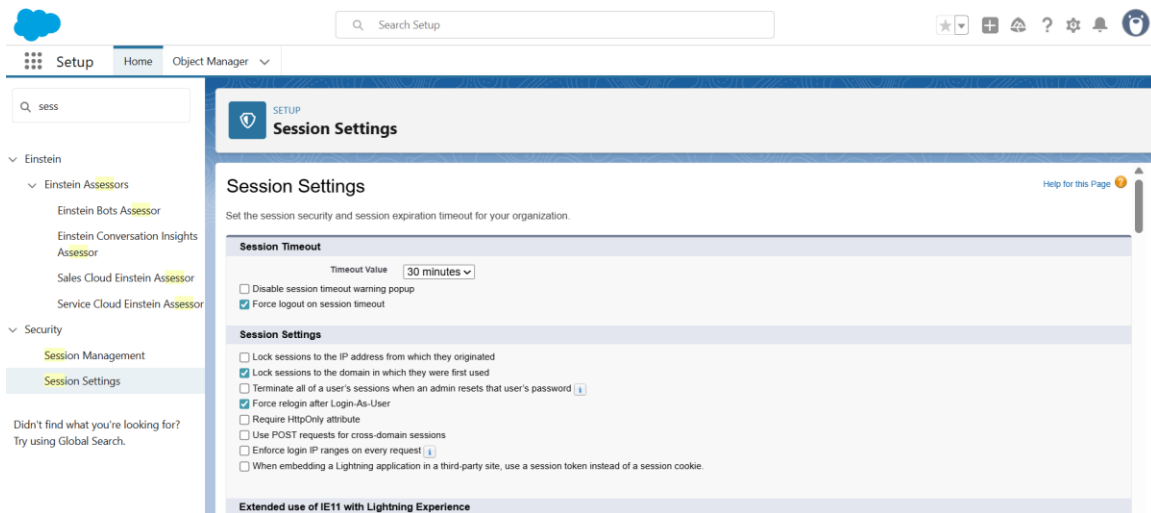 Search Setup
Setup
Home
Object Manager
sess
Einstein
Einstein Assessors
Einstein Bots Assessor
Einstein Conversation Insights
Assessor
Sales Cloud Einstein Assessor
Service Cloud Einstein Assessor
Security
Session Management
Session Settings
Didn't find what you're looking for?
Try using Global Search.
SETUP
Session Settings
Session Settings
Help for this Page
Set the session security and session expiration timeout for your organization.
Session Timeout
Timeout Value 30 minutes
Disable session timeout warning popup
Force logout on session timeout
Session Settings
Lock sessions to the IP address from which they originated
Lock sessions to the domain in which they were first used
Terminate all of a user's sessions when an admin resets that user's password
Force relogin after Login-As-User
Require HttpOnly attribute
Use POST requests for cross-domain sessions
Enforce login IP ranges on every request
When embedding a Lightning application in a third-party site, use a session token instead of a session cookie.
Extended use of IE11 with Lightning Experience